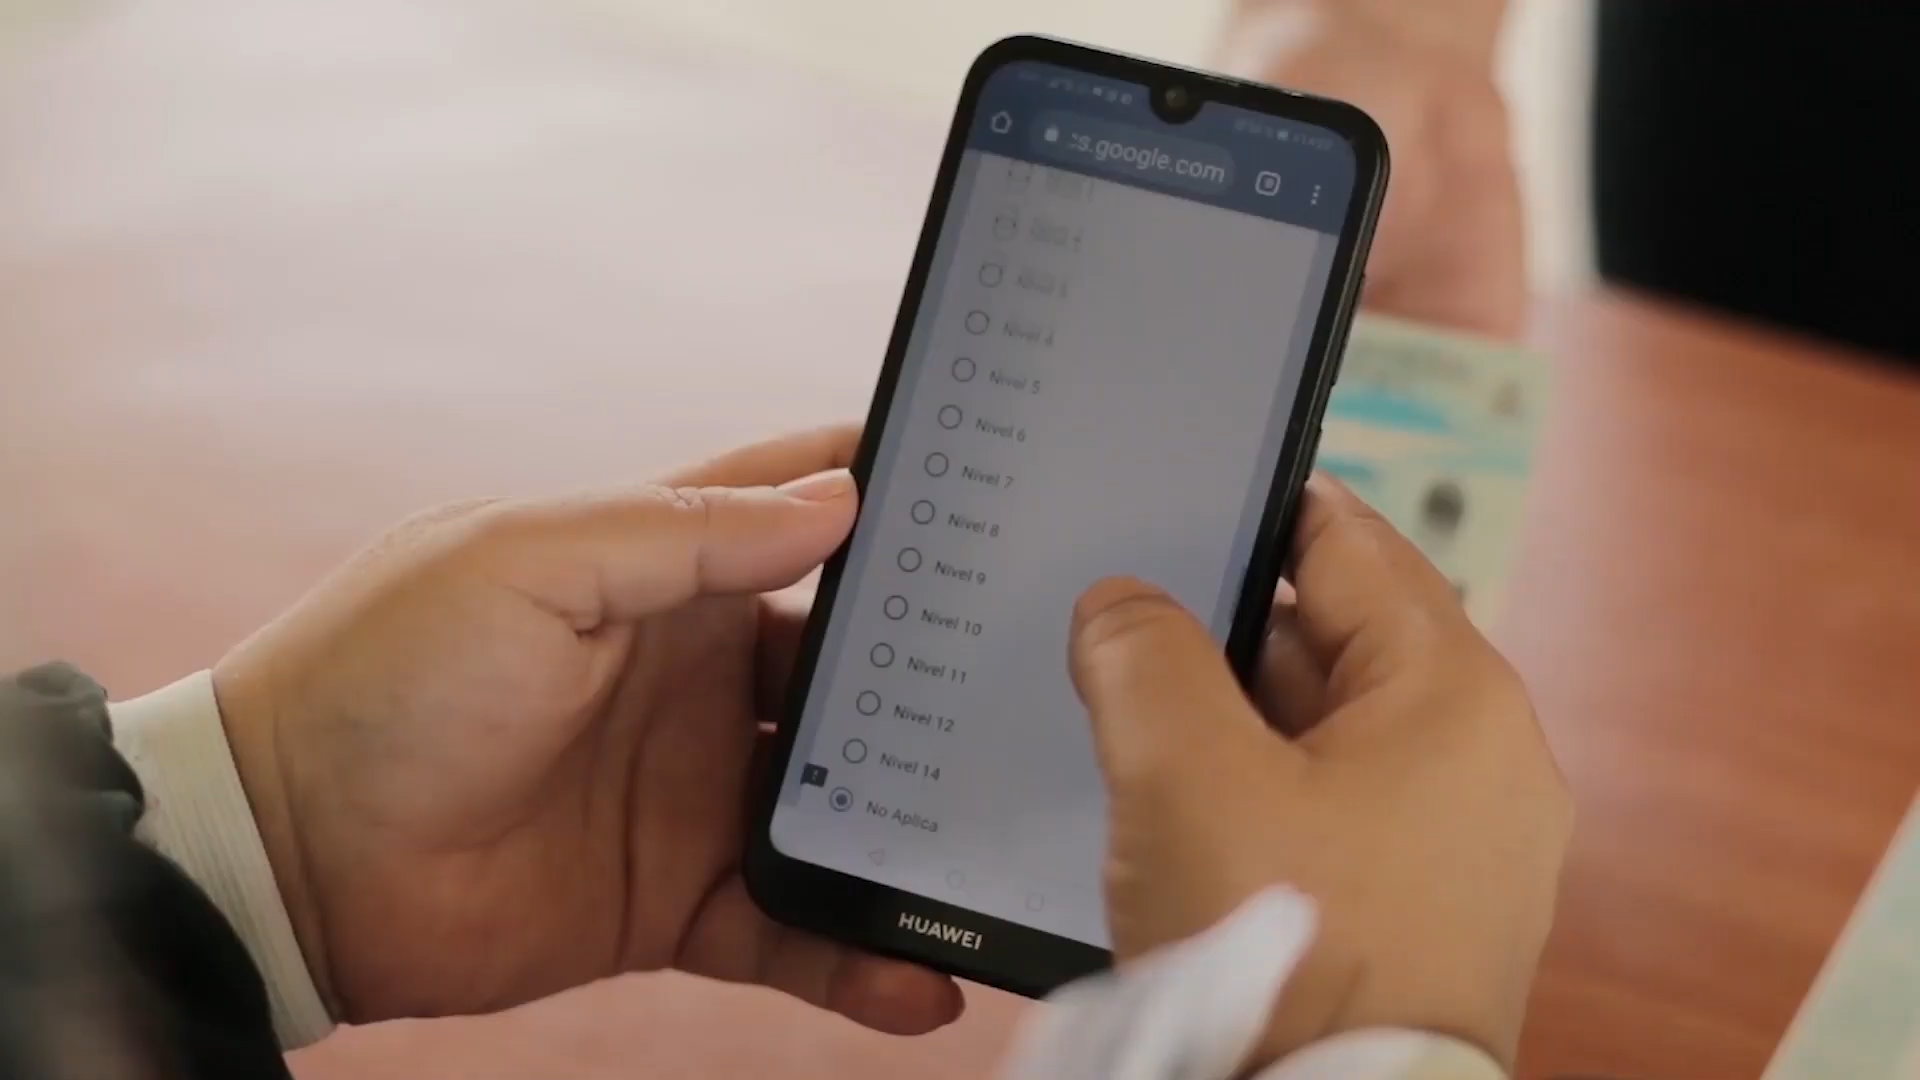 s.google.com
Nivel 4
Nivel 5
Nivel 6
Nivel 7
Nivel 8
Nivel 9
Nivel 10
Nivel 11
Nivel 12
Nivel 14
No Aplica
HUAWEI